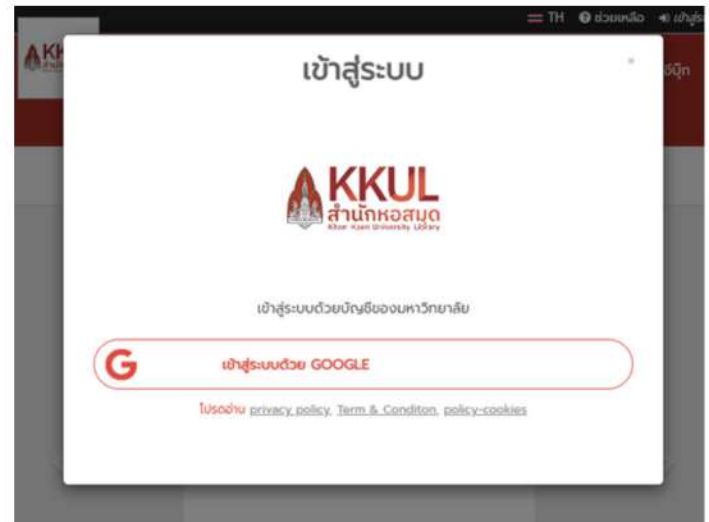 TH ช่วยเหลือ
เข้าสู่ระบบ
×
KKUL
สำนักหอสมุด
Khon Kaen University Library
เข้าสู่ระบบด้วยบัญชีของมหาวิทยาลัย
G เข้าสู่ระบบด้วย GOOGLE
โปรดอ่าน privacy policy, Term & Conditon, policy-cookies